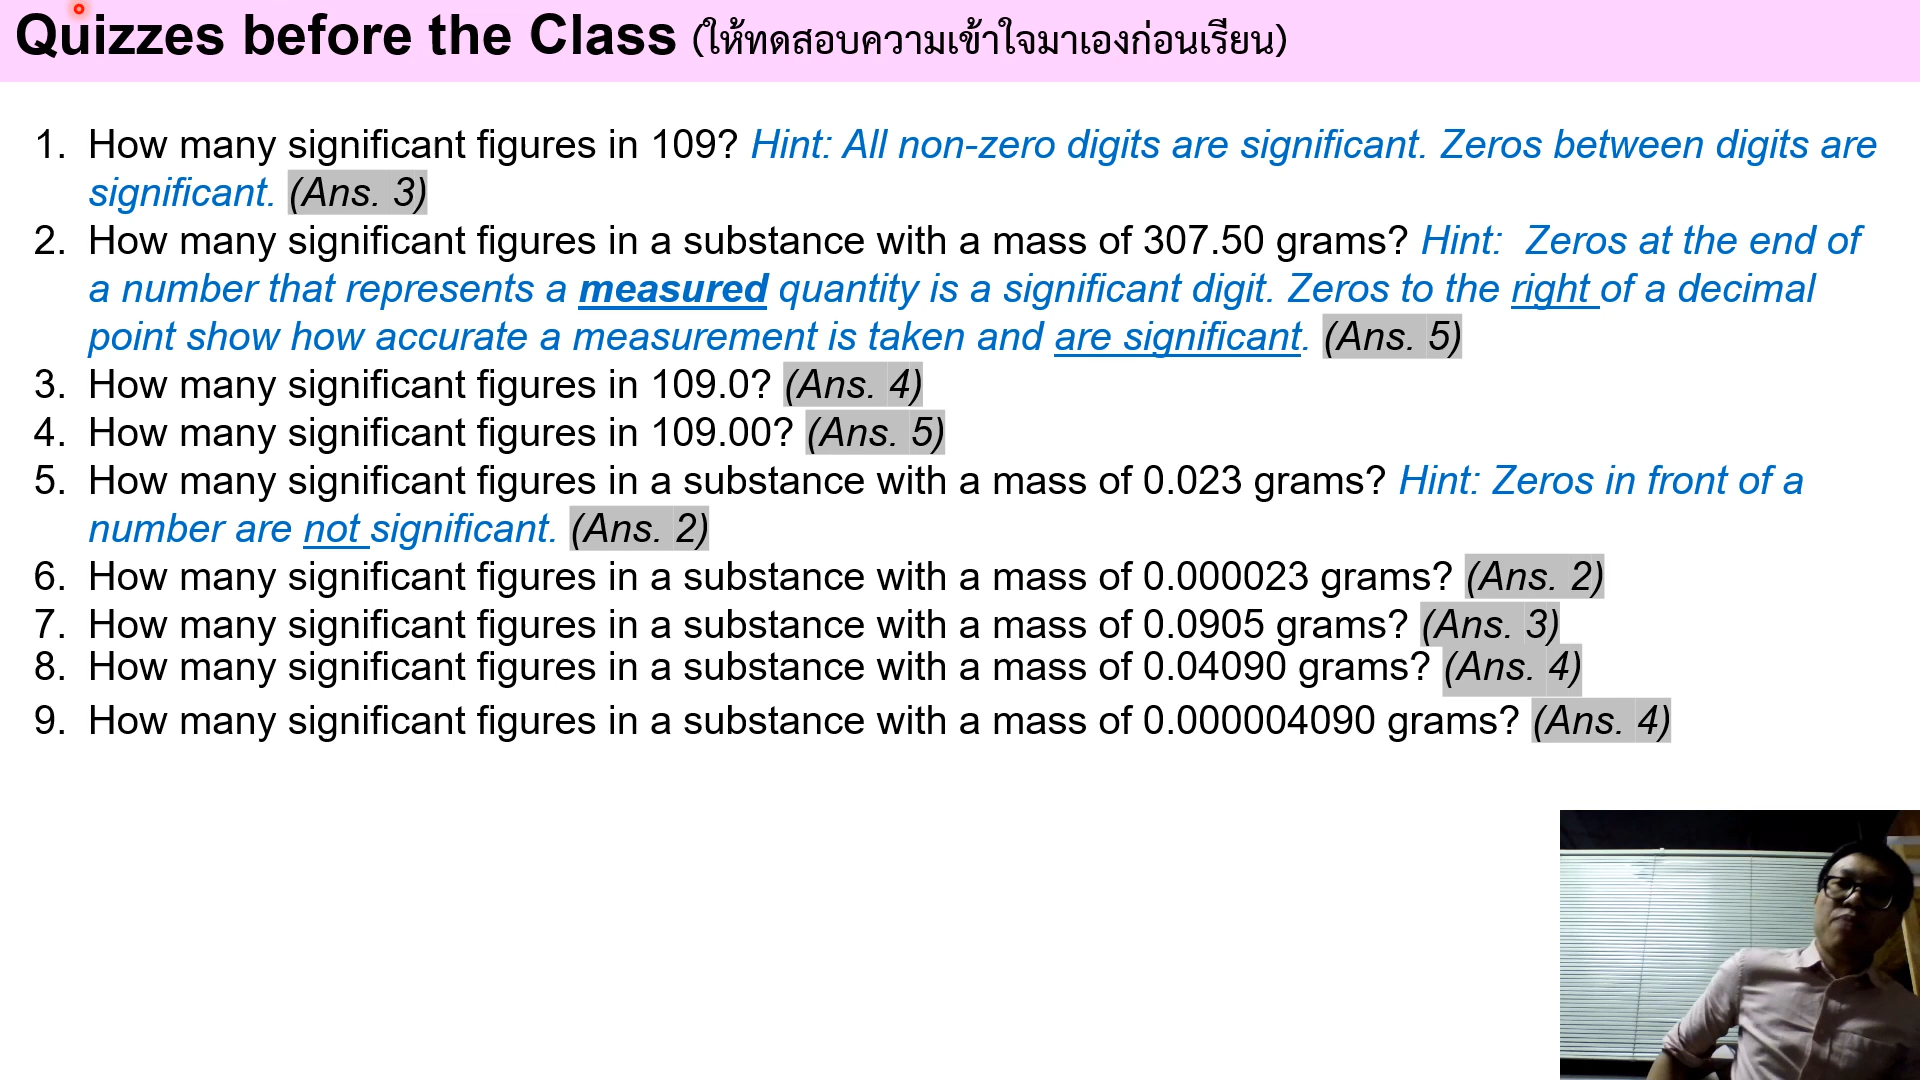 Quizzes before the Class (ให้ทดสอบความเข้าใจมาเองก่อนเรียน)
1. How many significant figures in 109? Hint: All non-zero digits are significant. Zeros between digits are
significant. (Ans. 3)
2. How many significant figures in a substance with a mass of 307.50 grams? Hint: Zeros at the end of
a number that represents a measured quantity is a significant digit. Zeros to the right of a decimal
point show how accurate a measurement is taken and are significant. (Ans. 5)
3. How many significant figures in 109.0? (Ans. 4)
4. How many significant figures in 109.00? (Ans. 5)
5. How many significant figures in a substance with a mass of 0.023 grams? Hint: Zeros in front of a
number are not significant. (Ans. 2)
6. How many significant figures in a substance with a mass of 0.000023 grams? (Ans. 2)
7. How many significant figures in a substance with a mass of 0.0905 grams? (Ans. 3)
8. How many significant figures in a substance with a mass of 0.04090 grams? (Ans. 4)
9. How many significant figures in a substance with a mass of 0.000004090 grams? (Ans. 4)